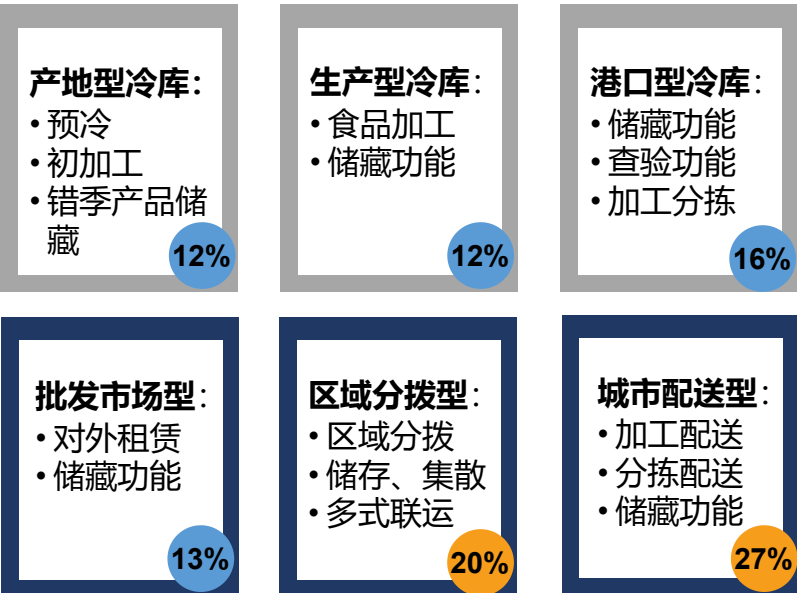 产地型冷库：
• 预冷
• 初加工
• 错季产品储
藏
12%
生产型冷库：
• 食品加工
• 储藏功能
12%
港口型冷库：
• 储藏功能
• 查验功能
• 加工分拣
16%
批发市场型：
• 对外租赁
• 储藏功能
13%
区域分拨型：
• 区域分拨
• 储存、集散
• 多式联运
20%
城市配送型：
• 加工配送
• 分拣配送
• 储藏功能
27%